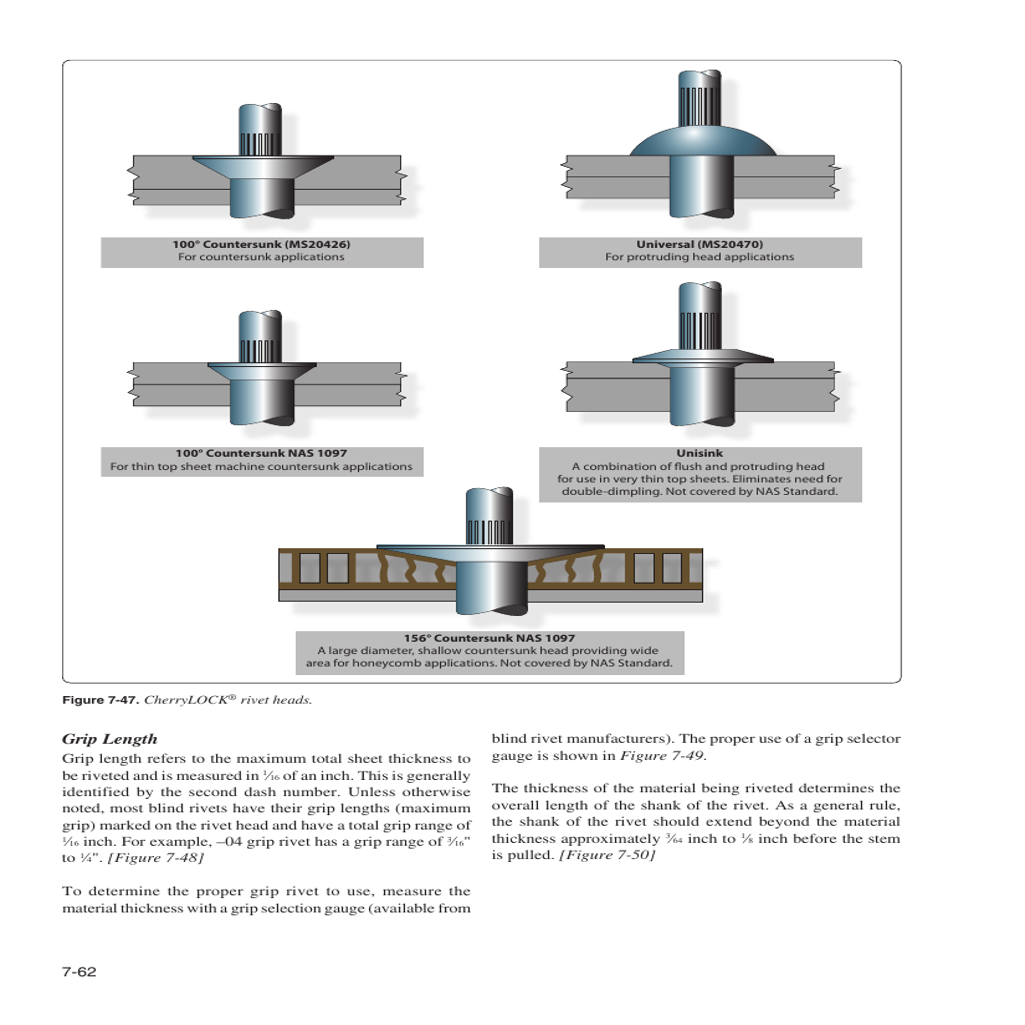 100° Countersunk (MS20426)
For countersunk applications
Universal (MS20470)
For protruding head applications
100° Countersunk NAS 1097
For thin top sheet machine countersunk applications
Unisink
A combination of flush and protruding head
for use in very thin top sheets. Eliminates need for
double-dimpling. Not covered by NAS Standard.
156° Countersunk NAS 1097
A large diameter, shallow countersunk head providing wide
area for honeycomb applications. Not covered by NAS Standard.
Figure 7-47. CherryLOCK® rivet heads.
Grip Length
Grip length refers to the maximum total sheet thickness to
be riveted and is measured in 1⁄16 of an inch. This is generally
identified by the second dash number. Unless otherwise
noted, most blind rivets have their grip lengths (maximum
grip) marked on the rivet head and have a total grip range of
1⁄16 inch. For example, –04 grip rivet has a grip range of 3⁄16"
to 1⁄4". [Figure 7-48]
To determine the proper grip rivet to use, measure the
material thickness with a grip selection gauge (available from
blind rivet manufacturers). The proper use of a grip selector
gauge is shown in Figure 7-49.
The thickness of the material being riveted determines the
overall length of the shank of the rivet. As a general rule,
the shank of the rivet should extend beyond the material
thickness approximately 3⁄64 inch to 1⁄8 inch before the stem
is pulled. [Figure 7-50]
7-62